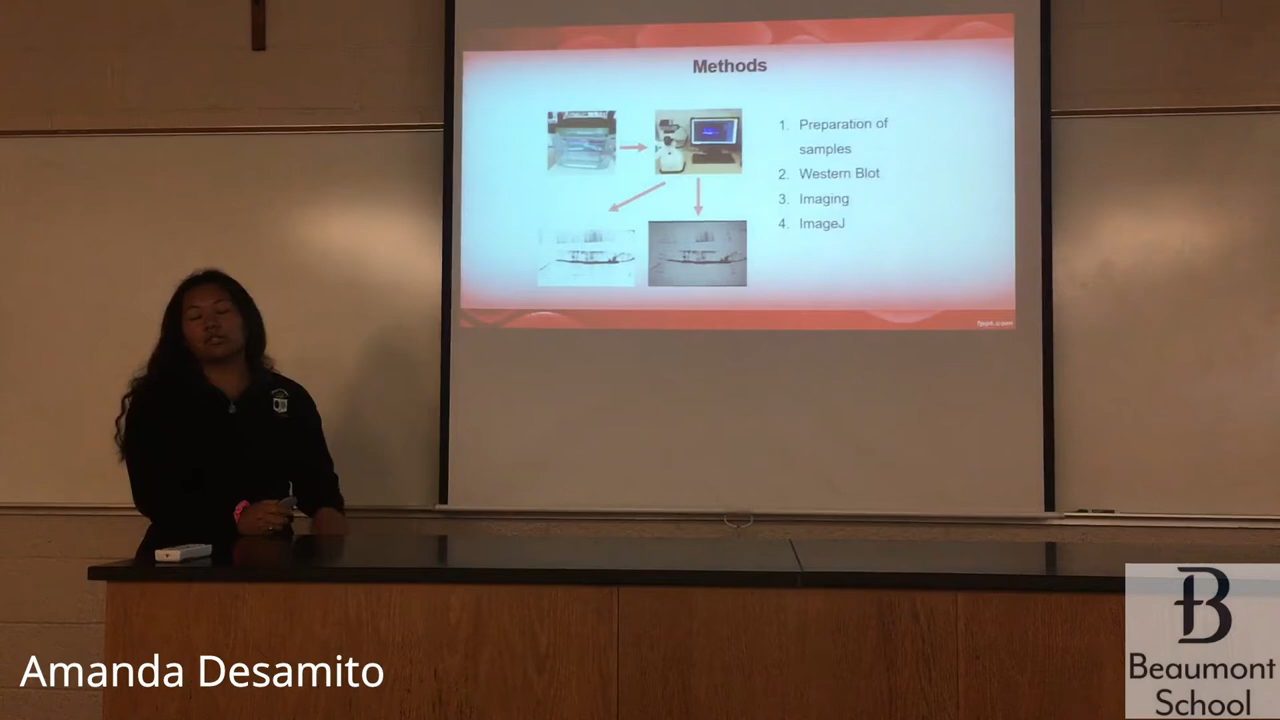 Methods
1. Preparation of
samples
2. Western Blot
3. Imaging
4. ImageJ
Amanda Desamito
B
Beaumont
School